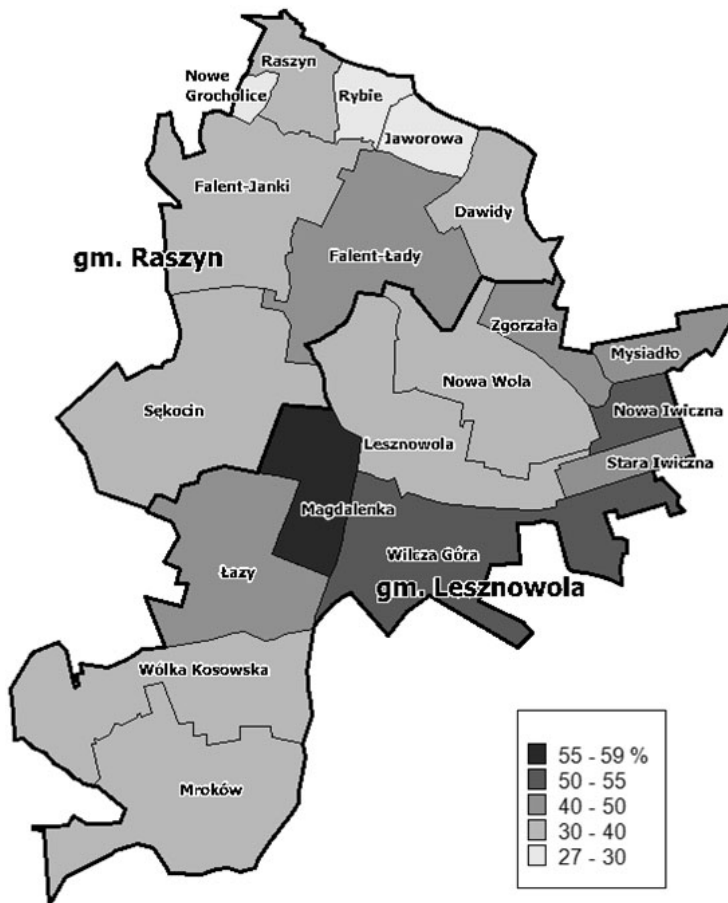 Raszyn
Nowe
Grocholice
Rybie
Jaworowa
Falent-Janki
Dawidy
gm. Raszyn
Falent-Łady
Zgorzała
Mysiadło
Nowa Wola
Sękocin
Nowa Iwiczna
Lesznowola
Stara Iwiczna
Magdalenka
Wilcza Góra
Łazy
gm. Lesznowola
Wólka Kosowska
Mroków
55 - 59 %
50 - 55
40 - 50
30 - 40
27 - 30